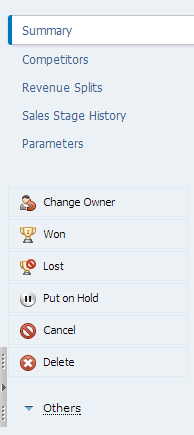 Summary
Competitors
Revenue Splits
Sales Stage History
Parameters
Change Owner
Won
Lost
Put on Hold
Cancel
Delete
Others